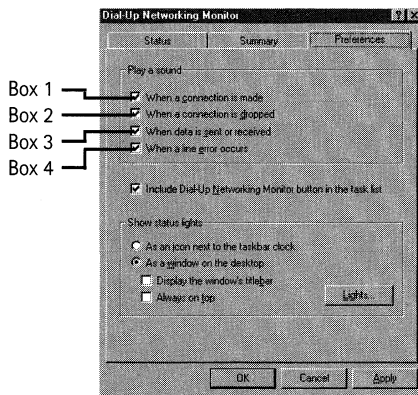 Dial-Up Networking Monitor
Status
Summary
Preferences
Play a sound
Box 1
When a connection is made
Box 2
When a connection is dropped
Box 3
When data is sent or received
Box 4
When a line error occurs
Include Dial-Up Networking Monitor button in the task list
Show status lights
As an icon next to the taskbar clock
As a window on the desktop
Display the window's titlebar
Always on top
Lights...
OK
Cancel
Apply